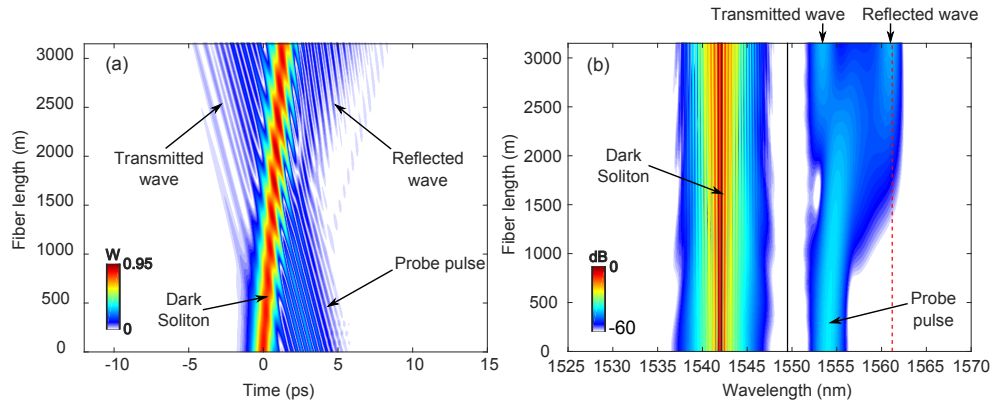 Transmitted wave Reflected wave
(a)
Fiber length (m)
3000
2500
2000
1500
1000
500
0
Transmitted
wave
Reflected
wave
Probe pulse
Dark
Soliton
W
0.95
0
-10 -5 0 5 10 15
Time (ps)
(b)
Fiber length (m)
3000
2500
2000
1500
1000
500
0
Dark
Soliton
Probe
pulse
dB
0
-60
1525 1530 1535 1540 1545 1550 1555 1560 1565 1570
Wavelength (nm)